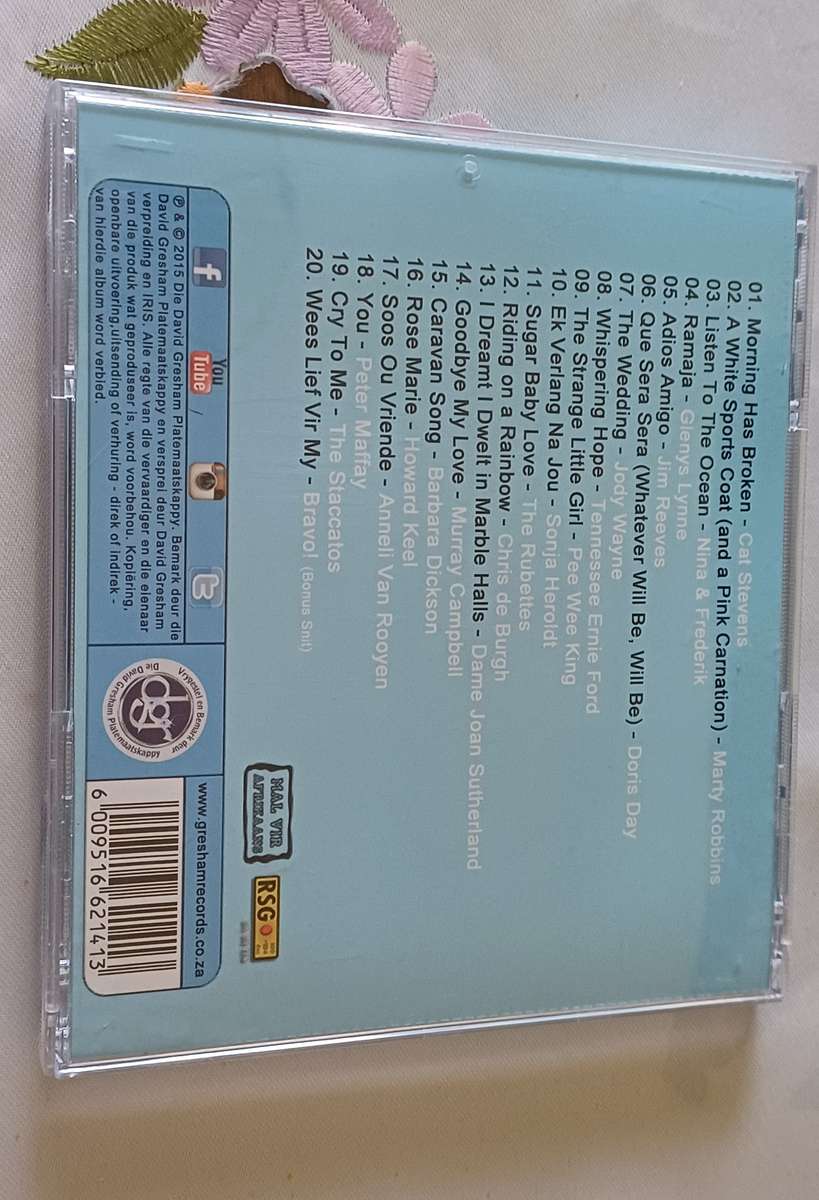 01. Morning Has Broken - Cat Stevens
02. A White Sports Coat (and a Pink Carnation) - Marty Robbins
03. Listen To The Ocean - Nina & Frederik
04. Ramaja - Glenys Lynne
05. Adios Amigo - Jim Reeves
06. Que Sera Sera (Whatever Will Be, Will Be) - Doris Day
07. The Wedding - Jody Wayne
08. Whispering Hope - Tennessee Ernie Ford
09. The Strange Little Girl - Pee Wee King
10. Ek Verlang Na Jou - Sonja Heroldt
11. Sugar Baby Love - The Rubettes
12. Riding on a Rainbow - Chris de Burgh
13. I Dreamt I Dwelt in Marble Halls - Dame Joan Sutherland
14. Goodbye My Love - Murray Campbell
15. Caravan Song - Barbara Dickson
16. Rose Marie - Howard Keel
17. Soos Ou Vriende - Anneli Van Rooyen
18. You - Peter Maffay
19. Cry To Me - The Staccatos
20. Wees Lief Vir My - Bravo! (Bonus Snit)
MAL VIR
AFRIKAANS
RSG
f
You
Tube
/
t
℗ & © 2015 Die David Gresham Platemaatskappy. Bemark deur die
David Gresham Platemaatskappy en versprei deur David Gresham
verpreiding en IRIS. Alle regte van die vervaardiger en die eienaar
van die produk wat geproduseer is, word voorbehou. Kopiëring,
openbare uitvoering,uitsending of verhuring - direk of indirek -
van hierdie album word verbied.
Vrygestel en Bemark deur
dgr
Die David Gresham Platemaatskappy
www.greshamrecords.co.za
6 009516 621413